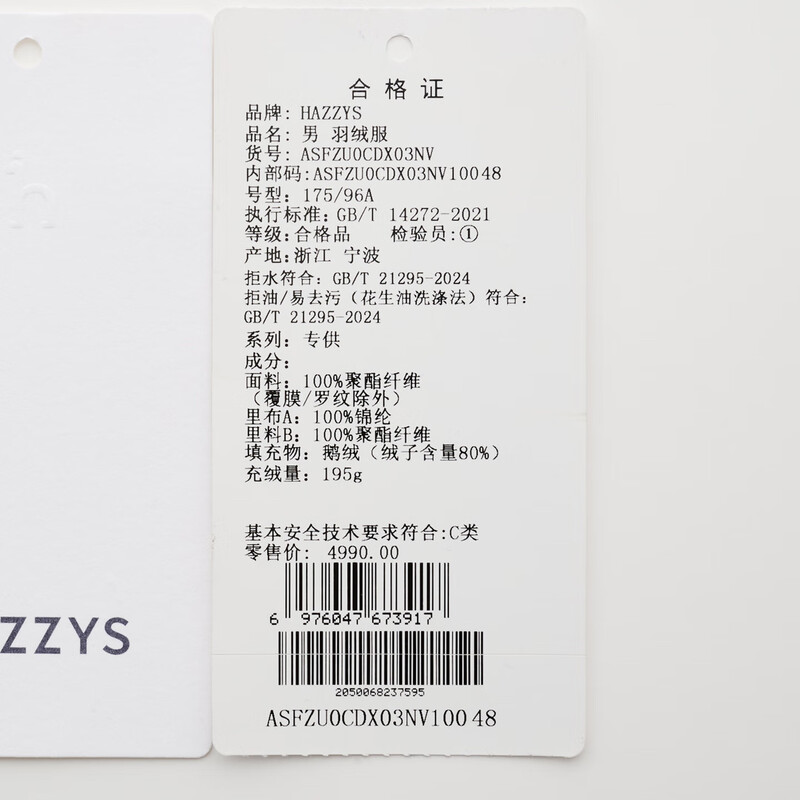 合格证
品牌: HAZZYS
品名: 男 羽绒服
货号: ASFZU0CDX03NV
内部码:ASFZU0CDX03NV10048
号型: 175/96A
执行标准: GB/T 14272-2021
等级:合格品 检验员:①
产地:浙江 宁波
拒水符合: GB/T 21295-2024
拒油/易去污（花生油洗涤法）符合:
GB/T 21295-2024
系列: 专供
成分:
面料: 100%聚酯纤维
（覆膜/罗纹除外）
里布A: 100%锦纶
里料B: 100%聚酯纤维
填充物: 鹅绒（绒子含量80%）
充绒量: 195g
基本安全技术要求符合:C类
零售价: 4990.00
6 976047 673917
2050068237595
ASFZU0CDX03NV10048
ZZYS